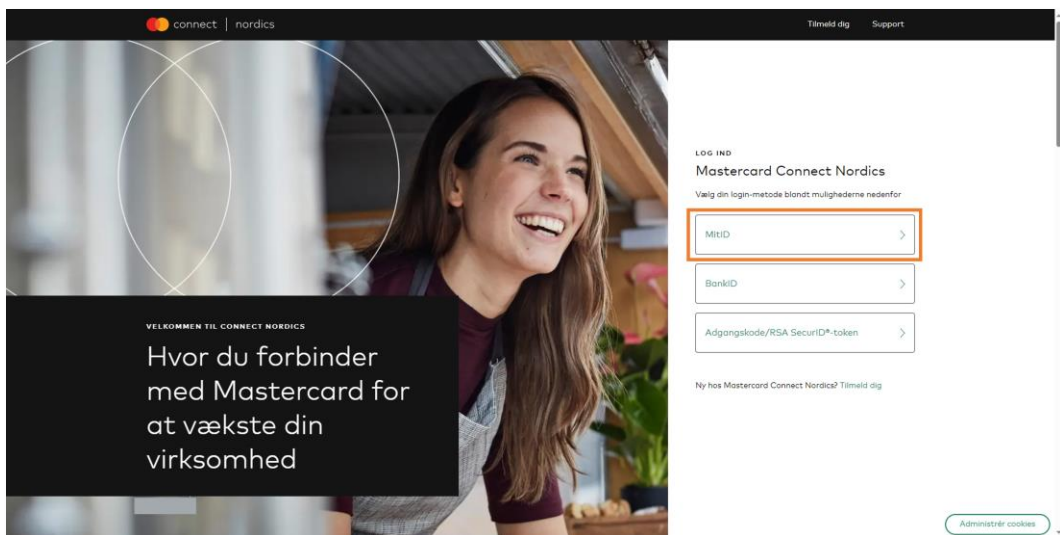 connect | nordics
Tilmeld dig Support
LOG IND
Mastercard Connect Nordics
Vælg din login-metode blandt mulighederne nedenfor
MitID
BankID
Adgangskode/RSA SecurID®-token
Ny hos Mastercard Connect Nordics? Tilmeld dig
VELKOMMEN TIL CONNECT NORDICS
Hvor du forbinder
med Mastercard for
at vækste din
virksomhed
Administrér cookies